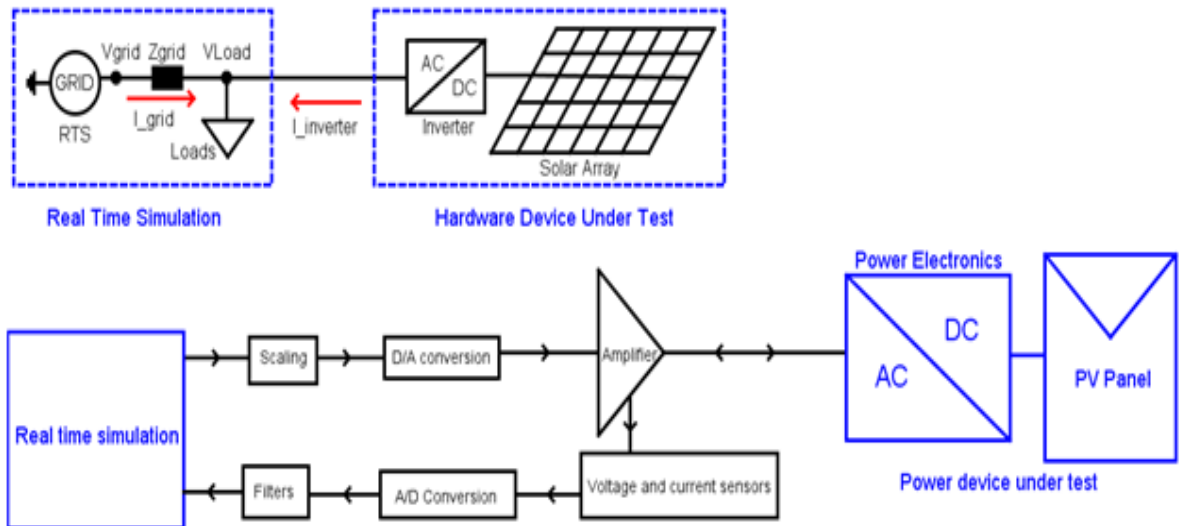 Vgrid Zgrid VLoad
GRID
I_grid
RTS
Loads
I_inverter
AC
DC
Inverter
Solar Array
Real Time Simulation
Hardware Device Under Test
Power Electronics
Real time simulation
Scaling
D/A conversion
Amplifier
DC
AC
PV Panel
Filters
A/D Conversion
Voltage and current sensors
Power device under test